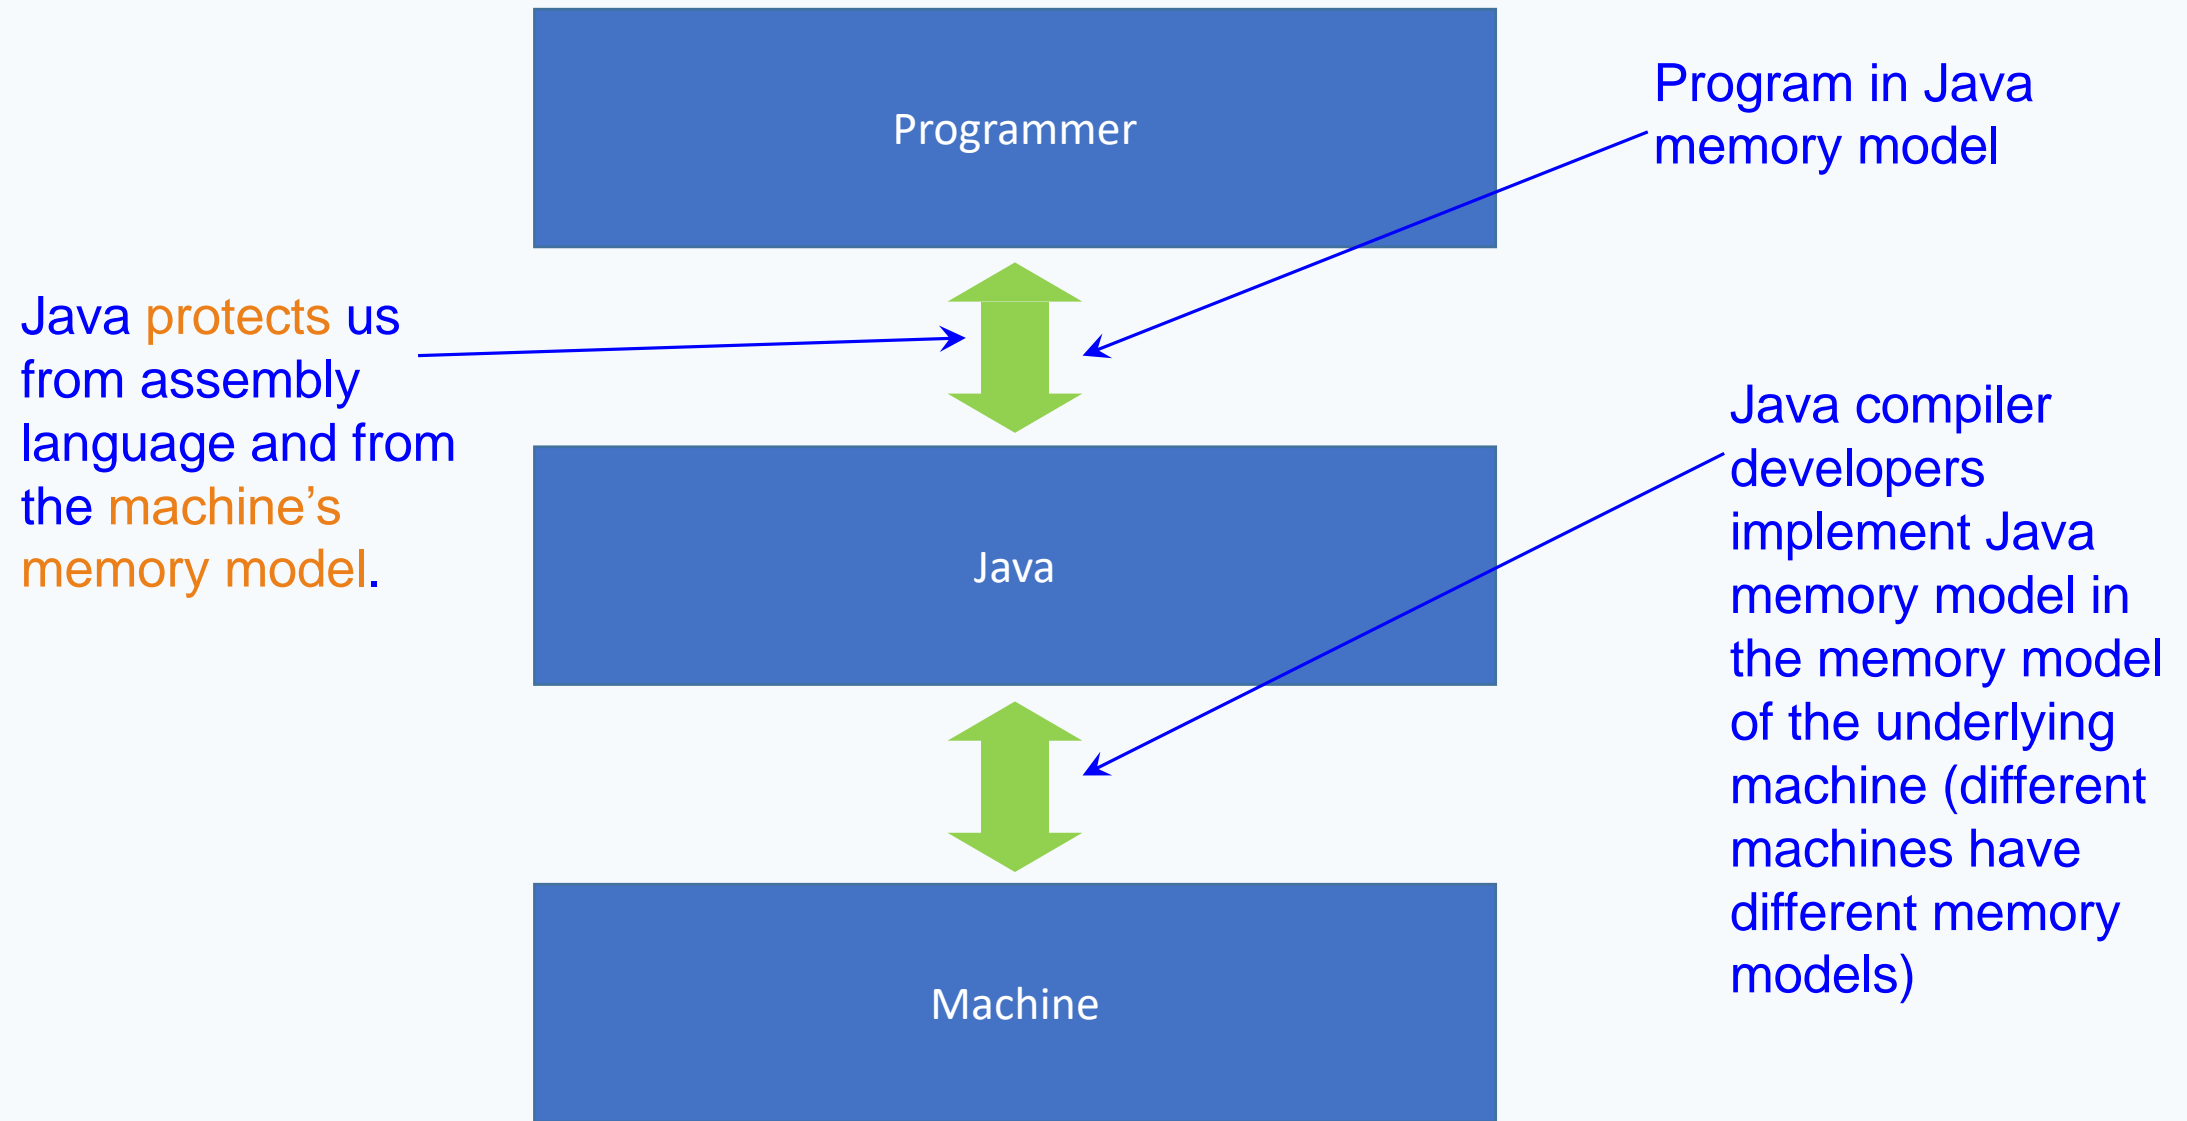 Programmer
Program in Java
memory model
Java protects us
from assembly
language and from
the machine’s
memory model.
Java compiler
developers
implement Java
memory model in
the memory model
of the underlying
machine (different
machines have
different memory
models)
Java
Machine